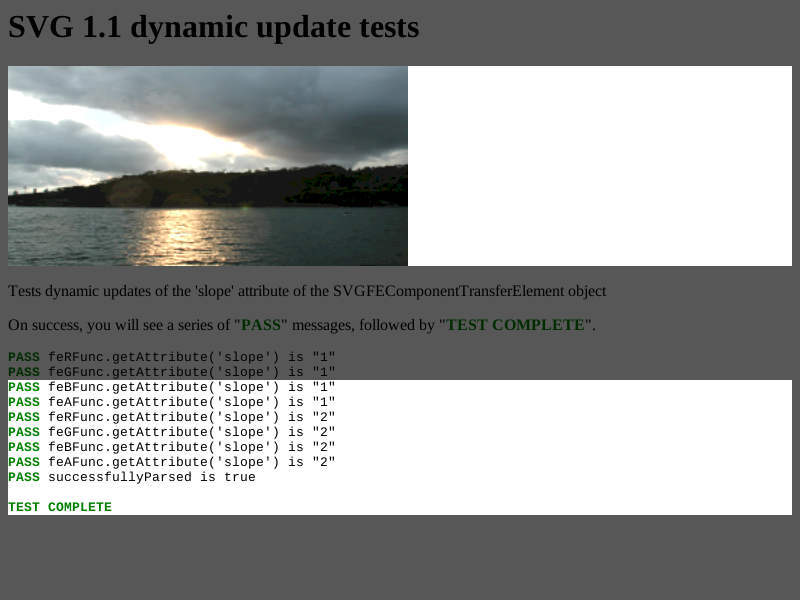 SVG 1.1 dynamic update tests
Tests dynamic updates of the 'slope' attribute of the SVGFEComponentTransferElement object
On success, you will see a series of "PASS" messages, followed by "TEST COMPLETE".
PASS feRFunc.getAttribute('slope') is "1"
PASS feGFunc.getAttribute('slope') is "1"
PASS feBFunc.getAttribute('slope') is "1"
PASS feAFunc.getAttribute('slope') is "1"
PASS feRFunc.getAttribute('slope') is "2"
PASS feGFunc.getAttribute('slope') is "2"
PASS feBFunc.getAttribute('slope') is "2"
PASS feAFunc.getAttribute('slope') is "2"
PASS successfullyParsed is true
TEST COMPLETE